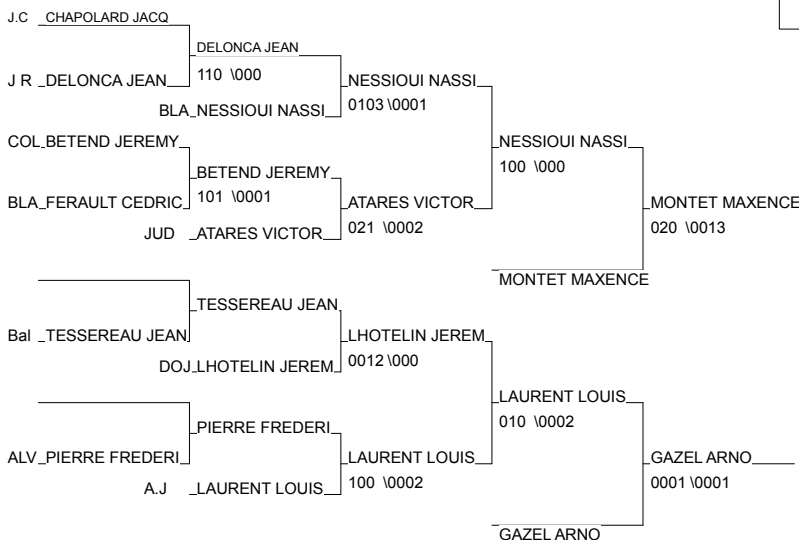 J.C CHAPOLARD JACQ
DELONCA JEAN
J R DELONCA JEAN 110 \000 NESSIOUI NASSI
BLA NESSIOUI NASSI 0103 \0001
COL BETEND JEREMY NESSIOUI NASSI
BETEND JEREMY 100 \000
BLA FERAULT CEDRIC 101 \0001 ATARES VICTOR MONTET MAXENCE
JUD ATARES VICTOR 021 \0002 020 \0013
MONTET MAXENCE
TESSEREAU JEAN
Bal TESSEREAU JEAN LHOTELIN JEREM
DOJ LHOTELIN JEREM 0012 \000
LAURENT LOUIS
PIERRE FREDERI 010 \0002
ALV PIERRE FREDERI LAURENT LOUIS GAZEL ARNO
A.J LAURENT LOUIS 100 \0002 0001 \0001
GAZEL ARNO